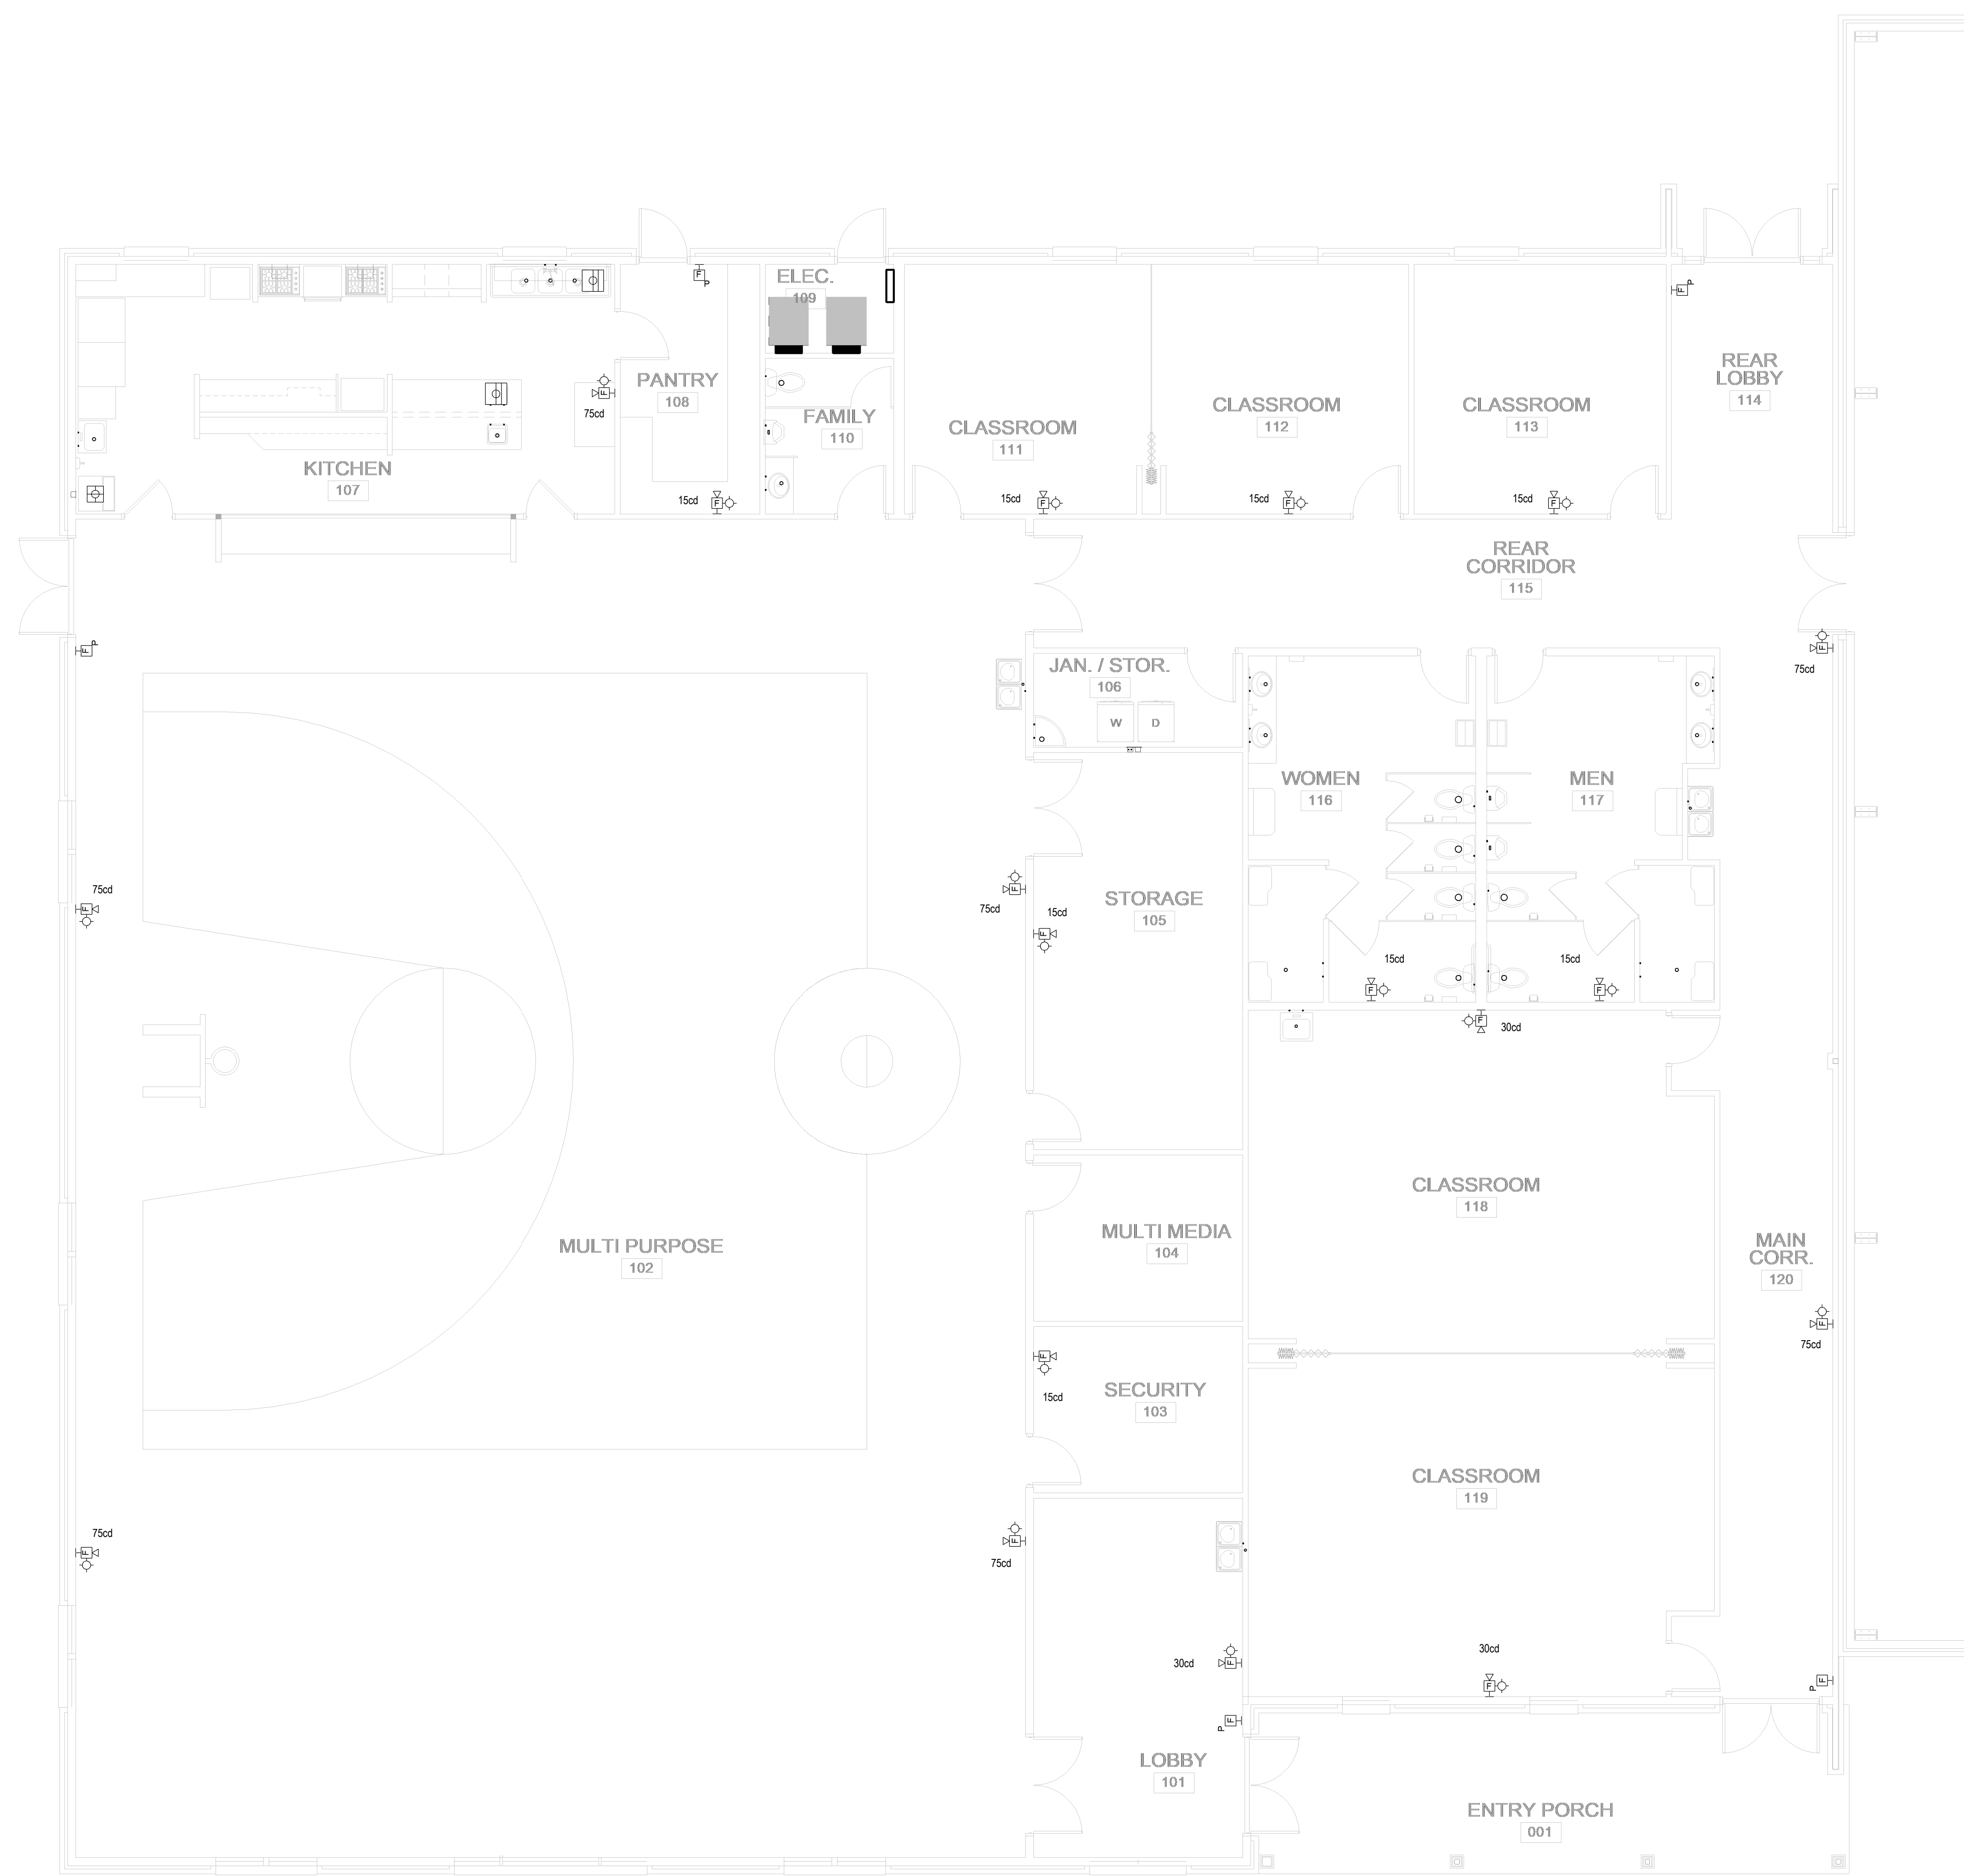 F
P
ELEC.
109
F
P
REAR
LOBBY
114
PANTRY
108
F
75cd
CLASSROOM
112
CLASSROOM
113
FAMILY
110
CLASSROOM
111
KITCHEN
107
15cd
F
15cd
F
15cd
F
15cd
F
REAR
CORRIDOR
115
F
P
F
75cd
JAN. / STOR.
106
W
D
WOMEN
116
MEN
117
75cd
F
F
75cd
STORAGE
105
15cd
F
15cd
F
15cd
F
F
30cd
CLASSROOM
118
MULTI MEDIA
104
MULTI PURPOSE
102
MAIN
CORR.
120
F
75cd
F
15cd
SECURITY
103
CLASSROOM
119
75cd
F
F
75cd
30cd
F
30cd
F
F
P
F
P
LOBBY
101
ENTRY PORCH
001